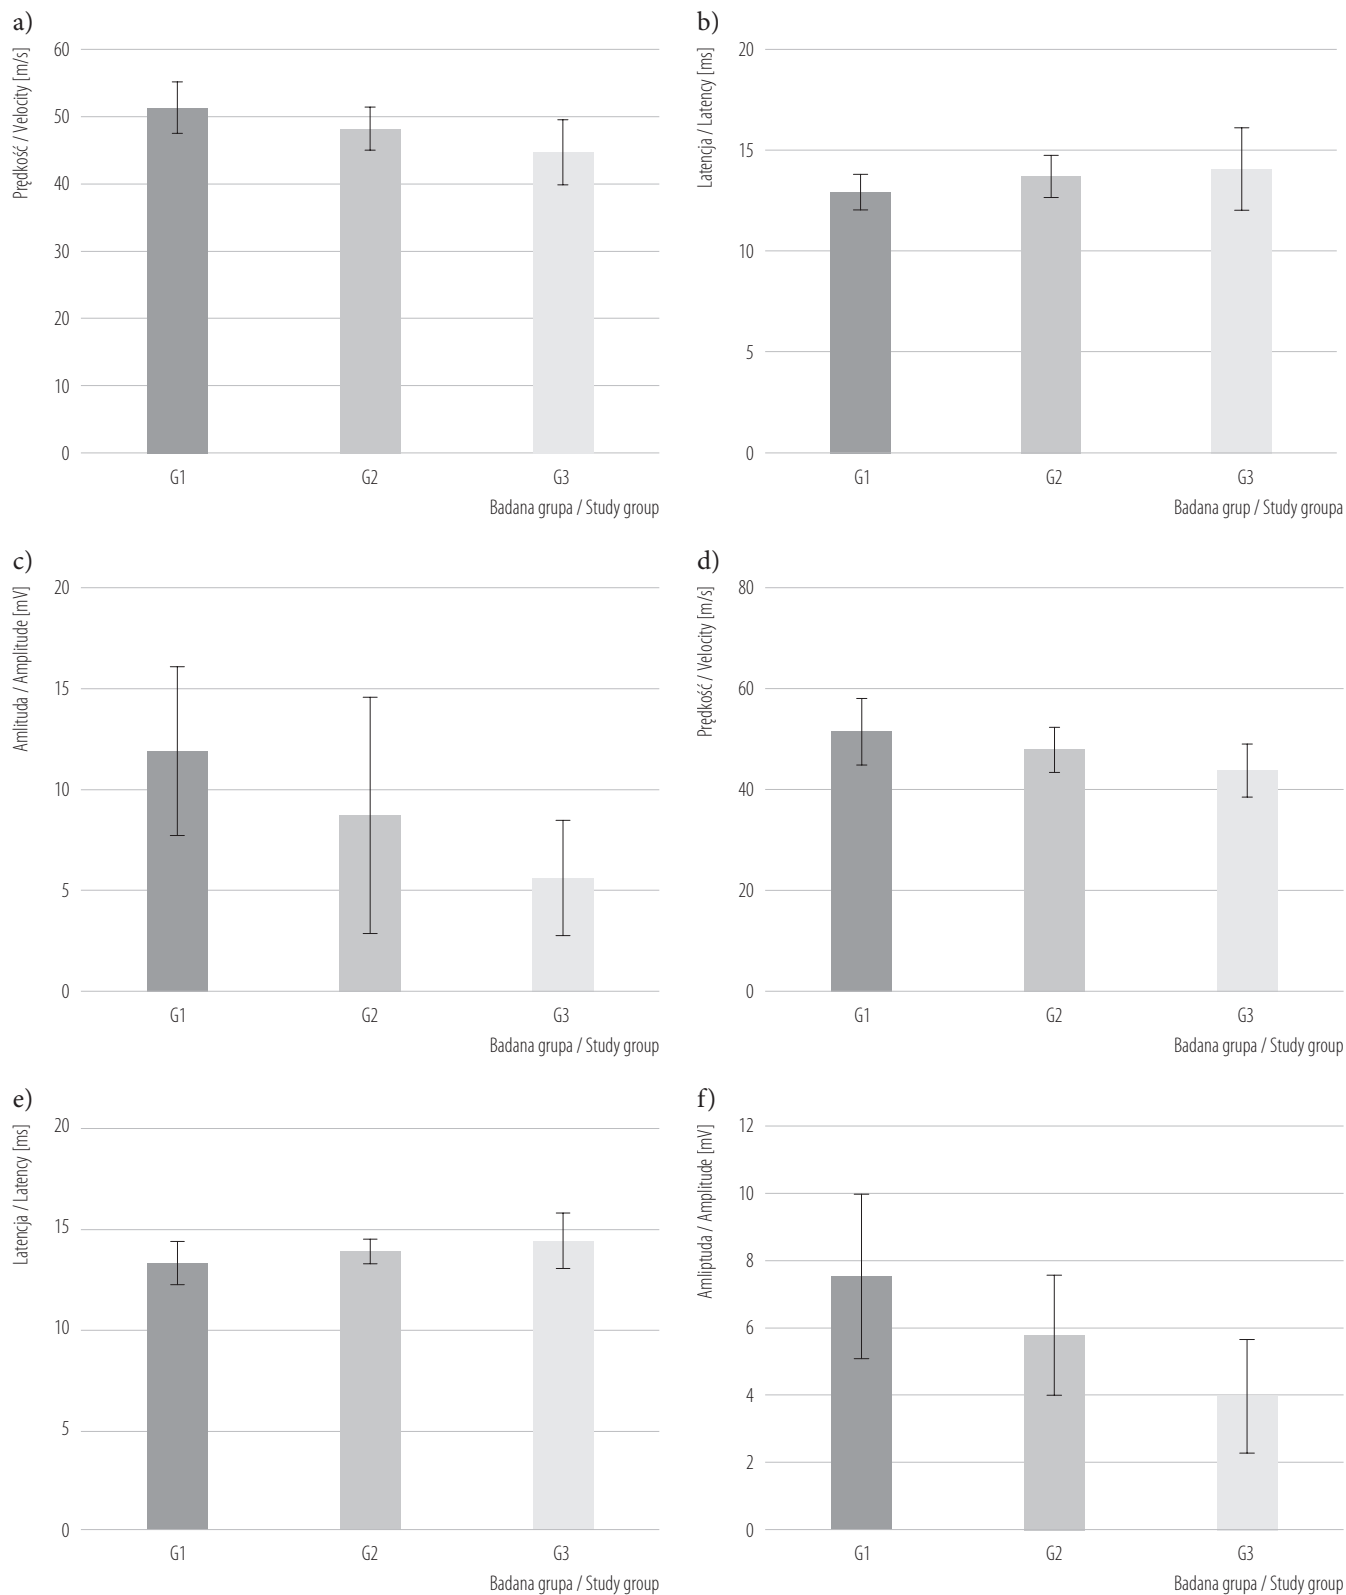 a)
Prędkość / Velocity [m/s]
60
50
40
30
20
10
0
G1 G2 G3
Badana grupa / Study group
b)
Latencja / Latency [ms]
20
15
10
5
0
G1 G2 G3
Badana grup / Study groupa
c)
Amlituda / Amplitude [mV]
20
15
10
5
0
G1 G2 G3
Badana grupa / Study group
d)
Prędkość / Velocity [m/s]
80
60
40
20
0
G1 G2 G3
Badana grupa / Study group
e)
Latencja / Latency [ms]
20
15
10
5
0
G1 G2 G3
Badana grupa / Study group
f)
Amliptuda / Amplitude [mV]
12
10
8
6
4
2
0
G1 G2 G3
Badana grupa / Study group